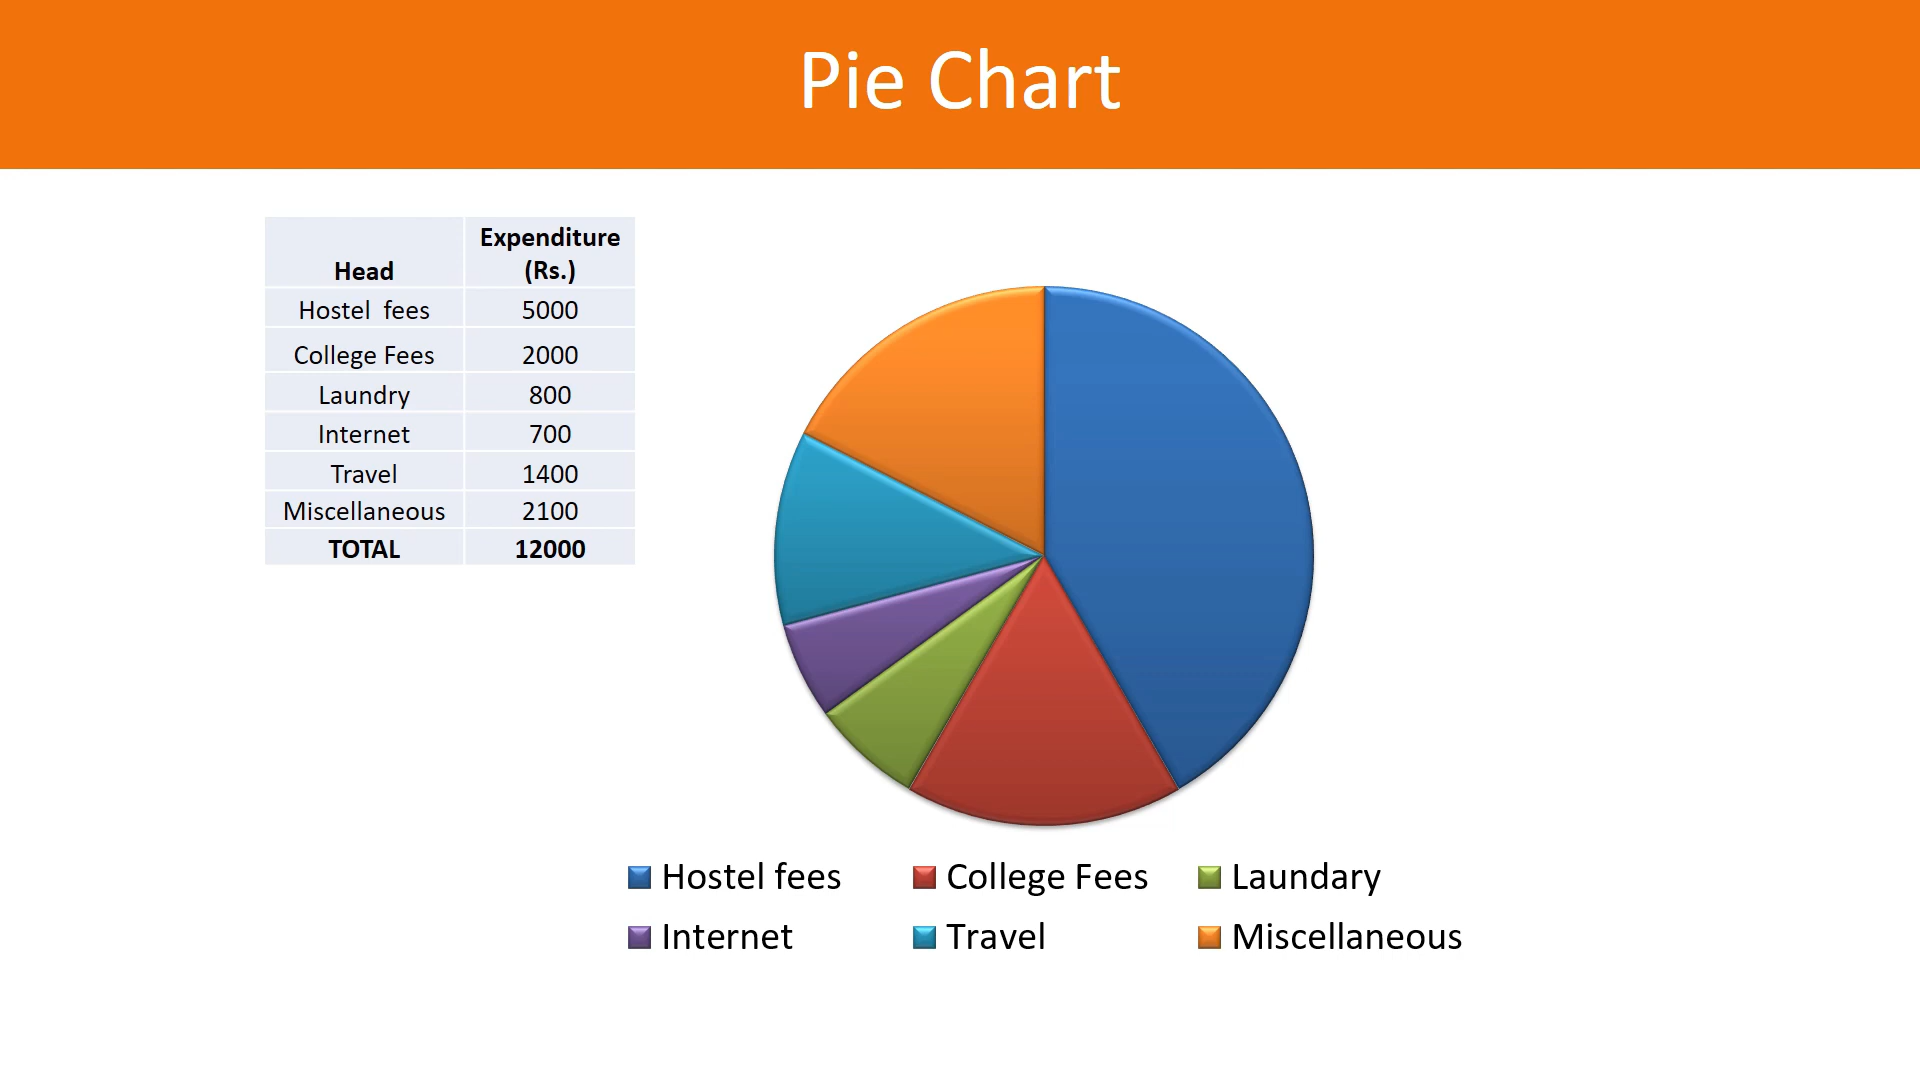 Pie Chart
Head Expenditure (Rs.)
Hostel fees 5000
College Fees 2000
Laundry 800
Internet 700
Travel 1400
Miscellaneous 2100
TOTAL 12000
Hostel fees College Fees Laundary
Internet Travel Miscellaneous